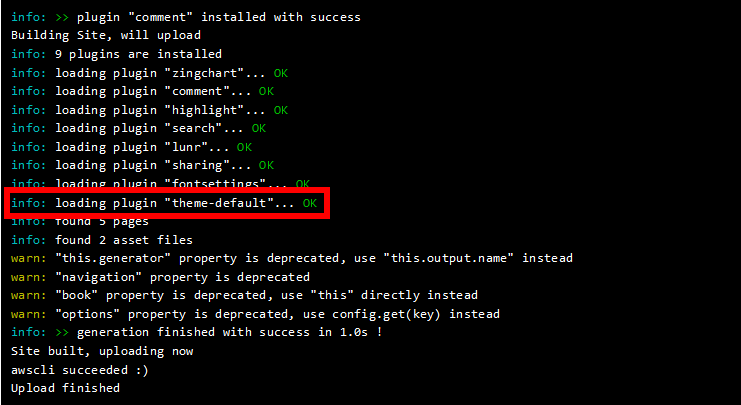 info: >> plugin "comment" installed with success
Building Site, will upload
info: 9 plugins are installed
info: loading plugin "zingchart"... OK
info: loading plugin "comment"... OK
info: loading plugin "highlight"... OK
info: loading plugin "search"... OK
info: loading plugin "lunr"... OK
info: loading plugin "sharing"... OK
info: loading plugin "fontsettings"... OK
info: loading plugin "theme-default"... OK
info: found 5 pages
info: found 2 asset files
warn: "this.generator" property is deprecated, use "this.output.name" instead
warn: "navigation" property is deprecated
warn: "book" property is deprecated, use "this" directly instead
warn: "options" property is deprecated, use config.get(key) instead
info: >> generation finished with success in 1.0s !
Site built, uploading now
awscli succeeded :)
Upload finished